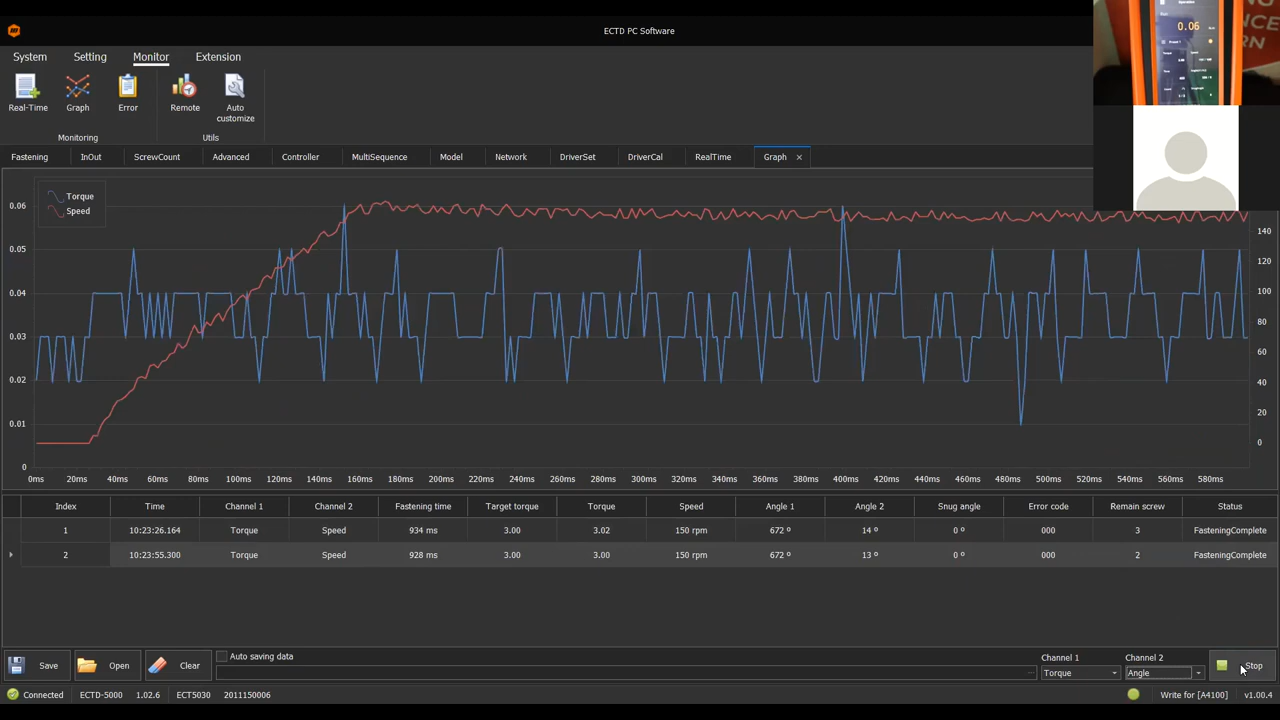 ECTD PC Software
System Setting Monitor Extension
Real-Time Graph Error Remote Auto customize
Monitoring Utils
Fastening InOut ScrewCount Advanced Controller MultiSequence Model Network DriverSet DriverCal RealTime Graph ×
Torque
Speed
0.06
0.05
0.04
0.03
0.02
0.01
0
140
120
100
80
60
40
20
0
0ms 20ms 40ms 60ms 80ms 100ms 120ms 140ms 160ms 180ms 200ms 220ms 240ms 260ms 280ms 300ms 320ms 340ms 360ms 380ms 400ms 420ms 440ms 460ms 480ms 500ms 520ms 540ms 560ms 580ms
Index Time Channel 1 Channel 2 Fastening time Target torque Torque Speed Angle 1 Angle 2 Snug angle Error code Remain screw Status
1 10:23:26.164 Torque Speed 934 ms 3.00 3.02 150 rpm 672 º 14 º 0 º 000 3 FasteningComplete
2 10:23:55.300 Torque Speed 928 ms 3.00 3.00 150 rpm 672 º 13 º 0 º 000 2 FasteningComplete
Save Open Clear Auto saving data
Channel 1 Channel 2
Torque Angle Stop
Connected ECTD-5000 1.02.6 ECT5030 2011150006 Write for [A4100] v1.00.4
0.06